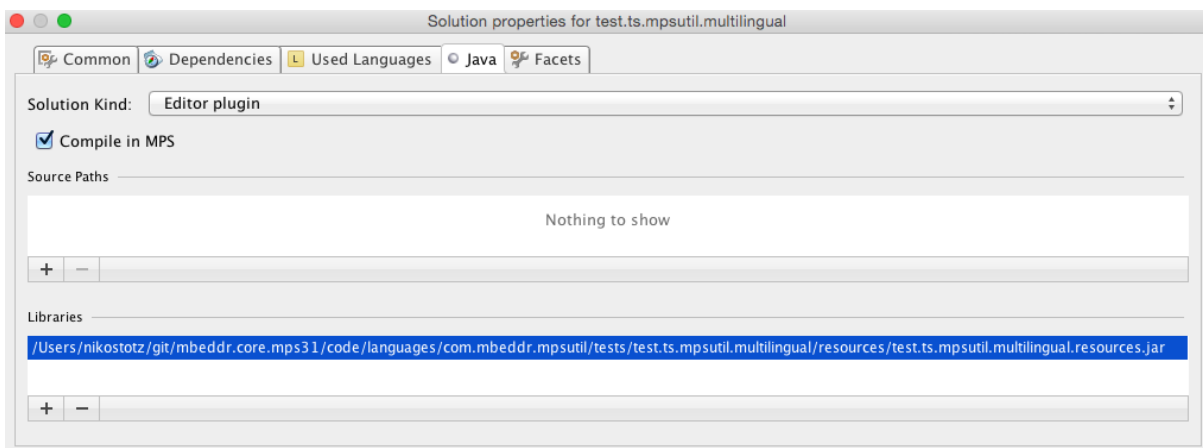 Solution properties for test.ts.mpsutil.multilingual
Common Dependencies L Used Languages Java Facets
Solution Kind: Editor plugin
Compile in MPS
Source Paths
Nothing to show
+ −
Libraries
/Users/nikostotz/git/mbeddr.core.mps31/code/languages/com.mbeddr.mpsutil/tests/test.ts.mpsutil.multilingual/resources/test.ts.mpsutil.multilingual.resources.jar
+ −